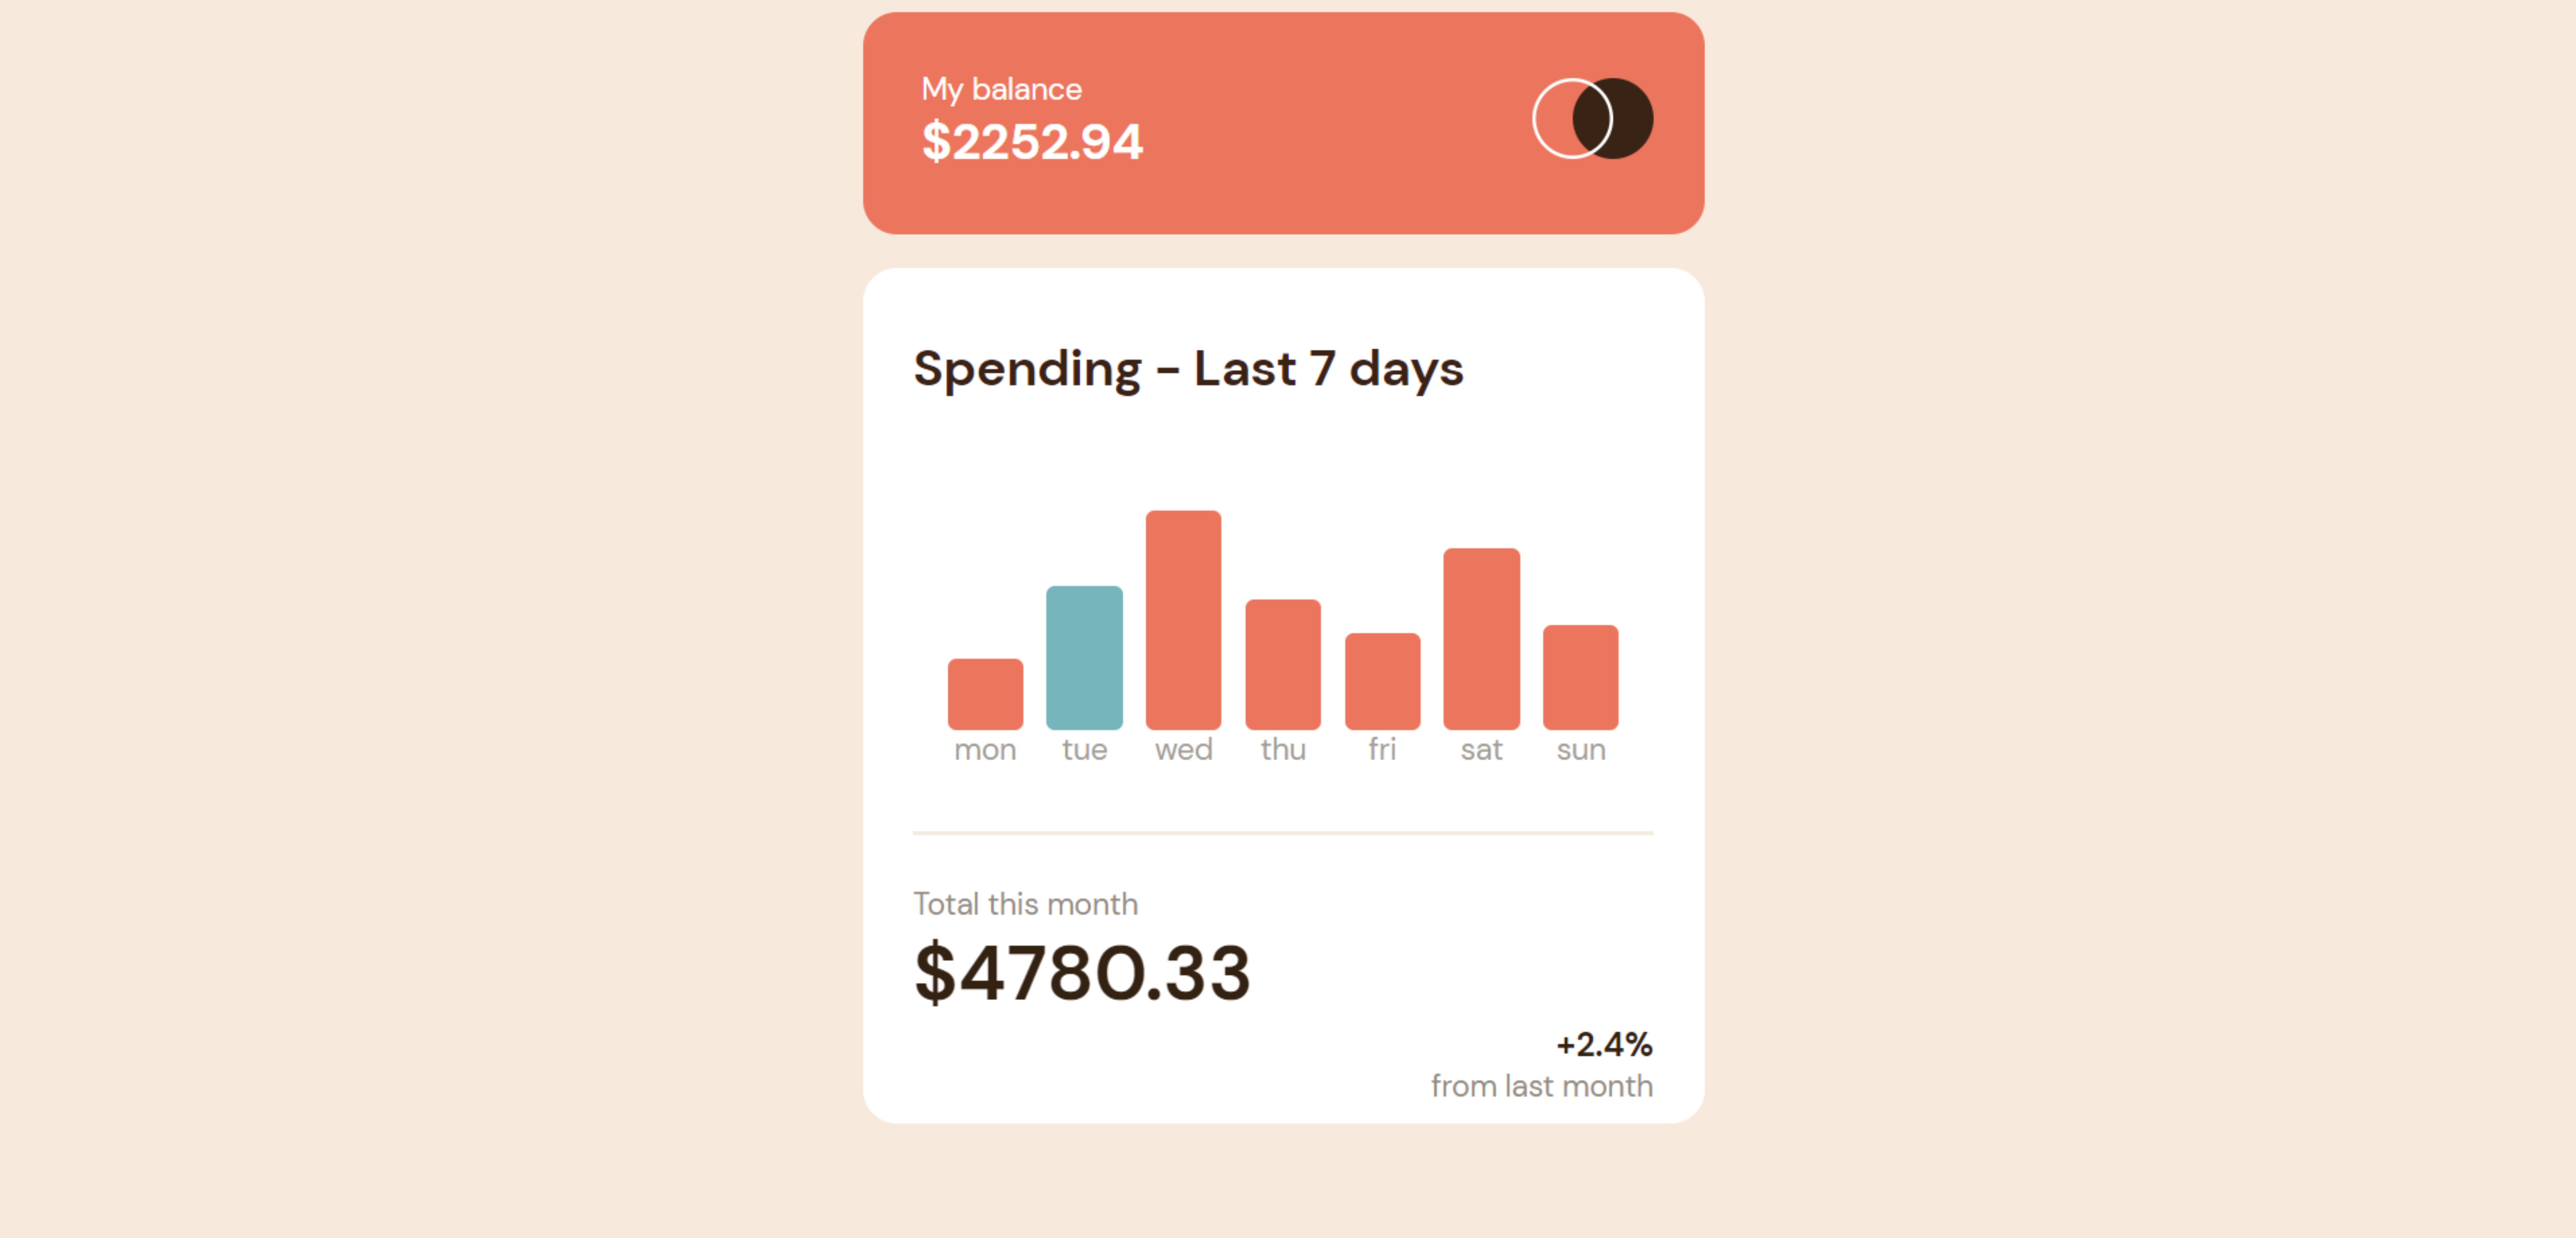 My balance
$2252.94
Spending - Last 7 days
mon tue wed thu fri sat sun
Total this month
$4780.33
+2.4%
from last month